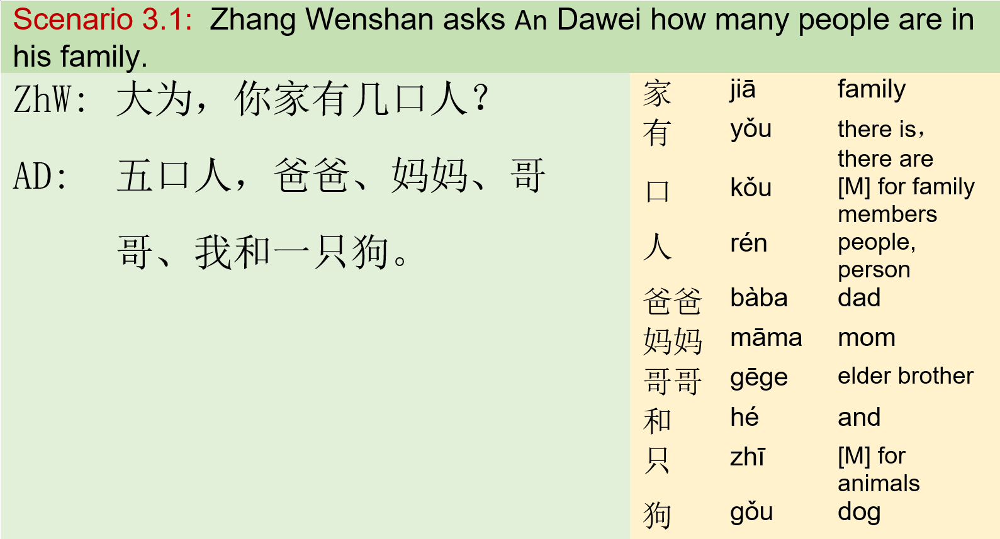 Scenario 3.1: Zhang Wenshan asks An Dawei how many people are in
his family.
ZhW: 大为，你家有几口人？
AD: 五口人，爸爸、妈妈、哥
哥、我和一只狗。
家 jiā family
有 yǒu there is，
there are
口 kǒu [M] for family
members
人 rén people,
person
爸爸 bàba dad
妈妈 māma mom
哥哥 gēge elder brother
和 hé and
只 zhī [M] for
animals
狗 gǒu dog